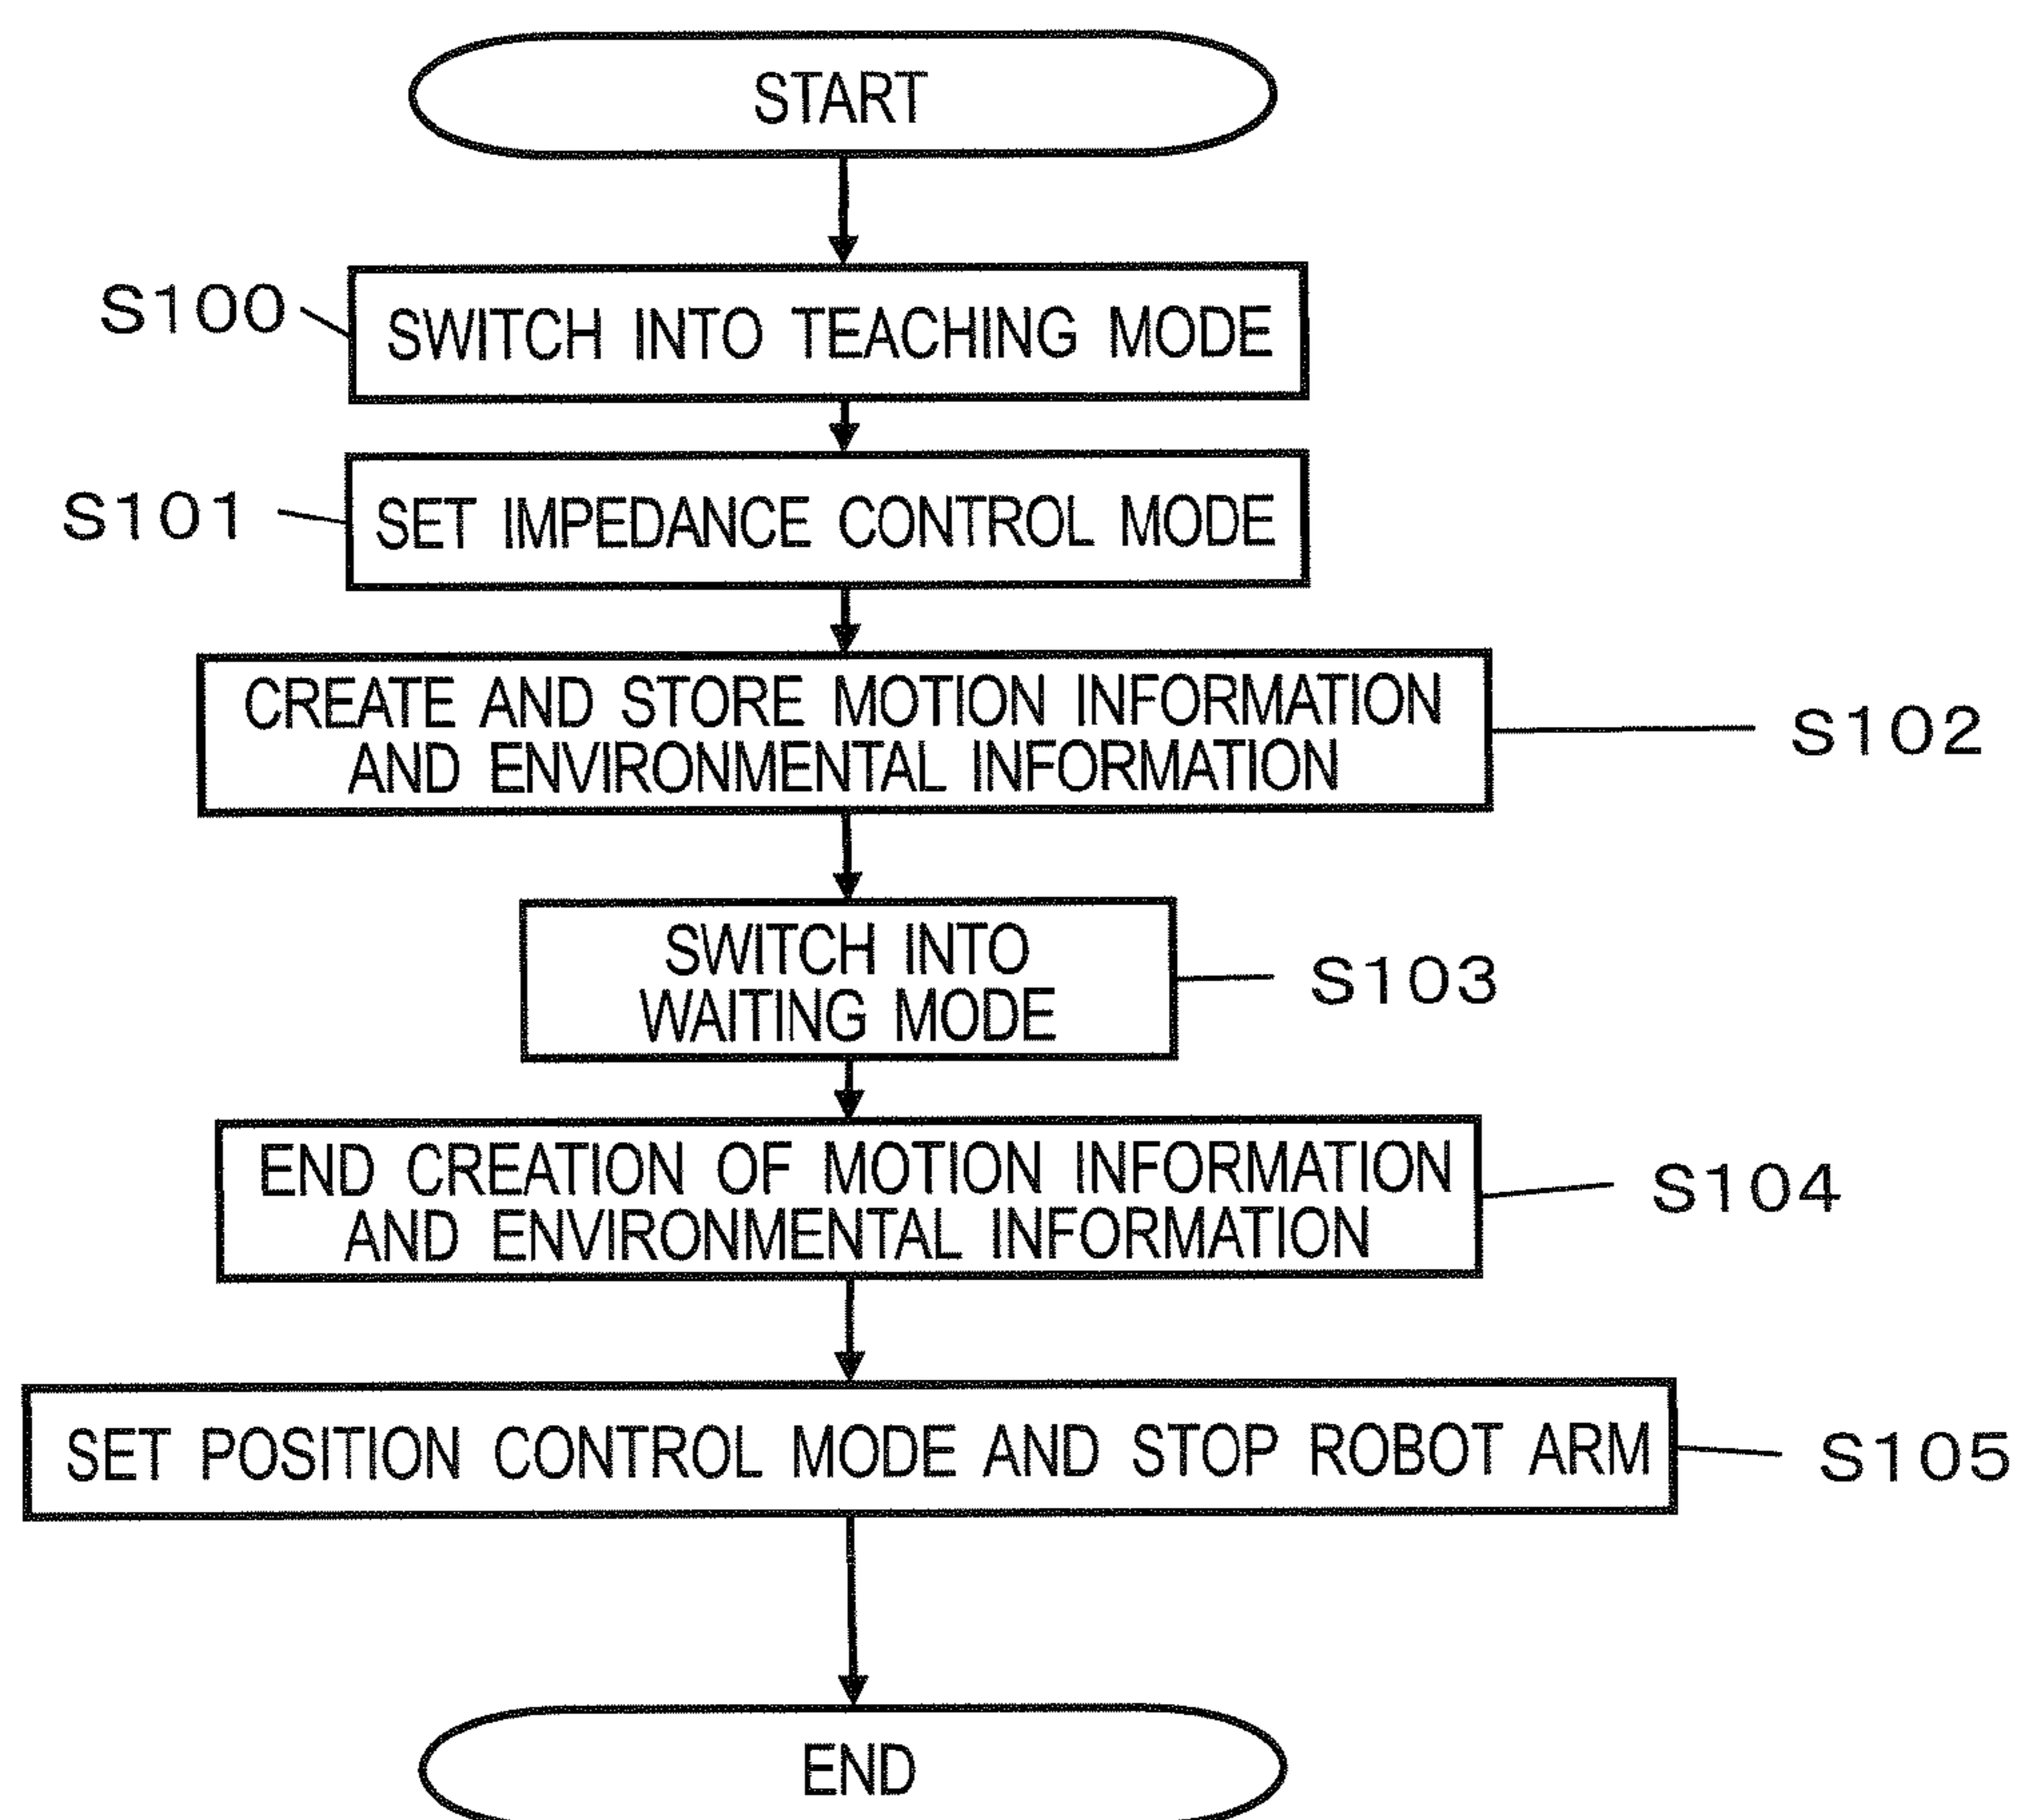 START
S100
SWITCH INTO TEACHING MODE
S101
SET IMPEDANCE CONTROL MODE
CREATE AND STORE MOTION INFORMATION
AND ENVIRONMENTAL INFORMATION
S102
SWITCH INTO
WAITING MODE
S103
END CREATION OF MOTION INFORMATION
AND ENVIRONMENTAL INFORMATION
S104
SET POSITION CONTROL MODE AND STOP ROBOT ARM
S105
END